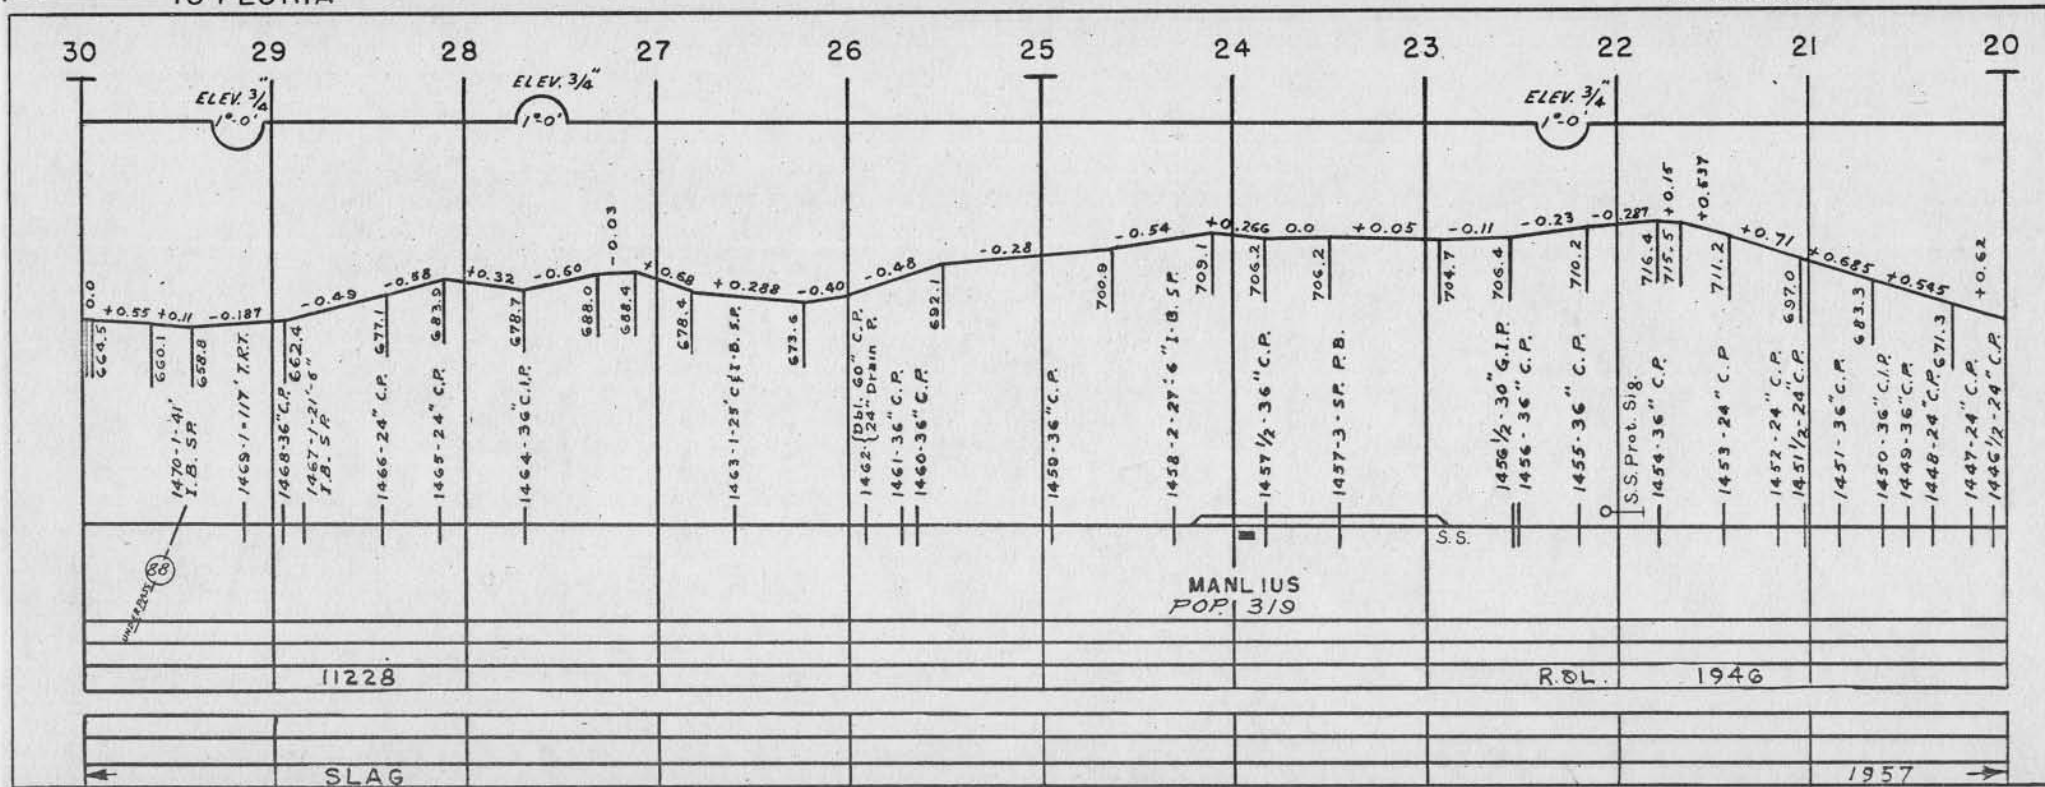 30 29 28 27 26 25 24 23 22 21 20
ELEV. 3/4"
1°0'
ELEV. 3/4"
1°0'
ELEV. 3/4"
1°0'
0.0
+0.55
+0.11
-0.187
-0.49
-0.58
+0.32
-0.60
-0.03
+0.68
+0.288
-0.40
-0.48
-0.28
-0.54
+0.266
0.0
+0.05
-0.11
-0.23
-0.287
+0.15
+0.537
+0.71
+0.685
+0.545
+0.62
664.5
660.1
658.8
662.4
677.1
683.9
678.7
688.0
688.4
678.4
673.6
692.1
700.9
709.1
706.2
706.2
704.7
706.4
710.2
716.4
715.5
711.2
697.0
683.3
671.3
1470-1-41'
I.B. SP.
1469-1-117' T.R.T.
1468-36" C.P.
1467-1-21'-6"
I.B. SP.
1466-24" C.P.
1465-24" C.P.
1464-36" C.I.P.
1463-1-25' C & I-B. S.P.
1462-{Dbl. 60" C.P.
{24" Drain P.
1461-36" C.P.
1460-36" C.P.
1459-36" C.P.
1458-2-27'-6" I-B. S.P.
1457 1/2-36" C.P.
1457-3-SP. P.B.
1456 1/2-30" G.I.P.
1456-36" C.P.
1455-36" C.P.
S.S. Prot. Sig.
1454-36" C.P.
1453-24" C.P.
1452-24" C.P.
1451 1/2-24" C.P.
1451-36" C.P.
1450-36" C.I.P.
1449-36" C.P.
1448-24" C.P.
1447-24" C.P.
1446 1/2-24" C.P.
S.S.
88
UNDERPASS
MANLIUS
POP. 319
11228
R.&L. 1946
SLAG
1957